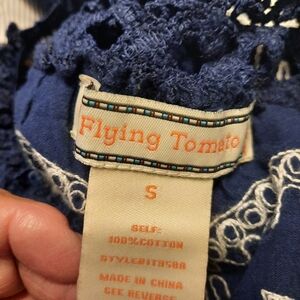 Flying Tomato
S
SELF:
100%COTTON
MADE IN CHINA
SEE REVERSE